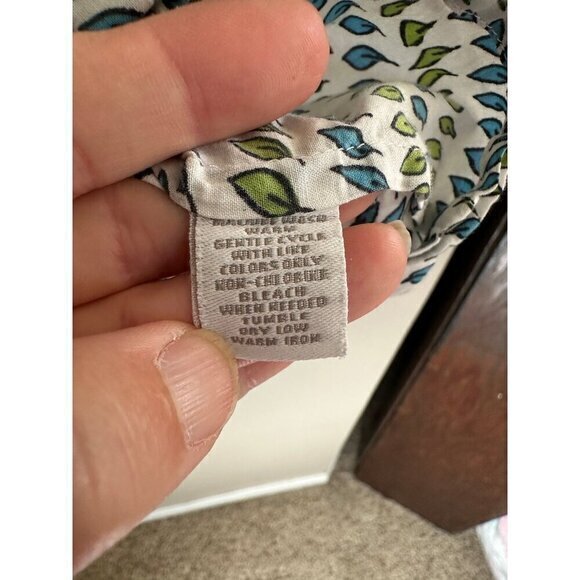 MACHINE WASH
WARM
GENTLE CYCLE
WITH LIKE
COLORS ONLY
NON-CHLORINE
BLEACH
WHEN NEEDED
TUMBLE
DRY LOW
WARM IRON